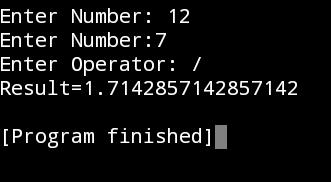 Enter Number: 12
Enter Number:7
Enter Operator: /
Result=1.7142857142857142
[Program finished]